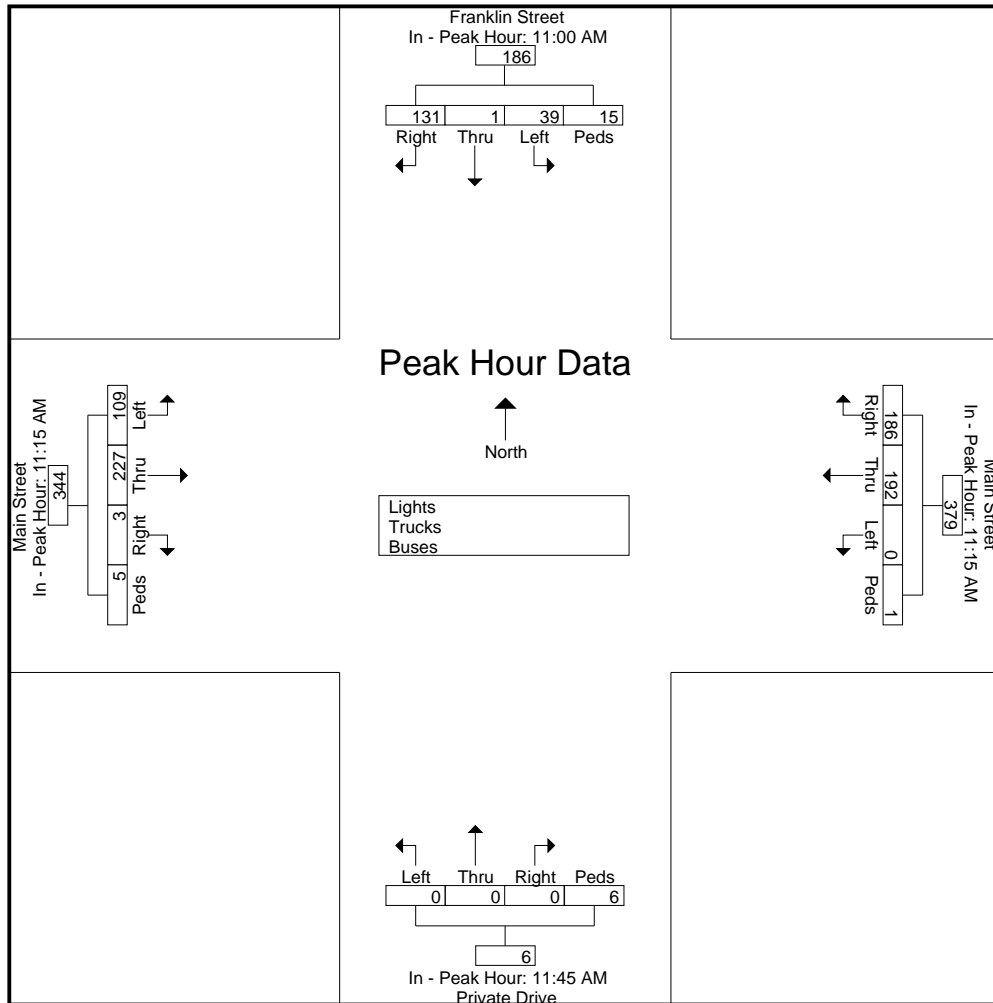 Franklin Street
In - Peak Hour: 11:00 AM
186
131 1 39 15
Right Thru Left Peds
Peak Hour Data
North
Lights
Trucks
Buses
Main Street
In - Peak Hour: 11:15 AM
344
109 227 3 5
Left Thru Right Peds
Main Street
In - Peak Hour: 11:15 AM
379
186 192 0 1
Right Thru Left Peds
Left Thru Right Peds
0 0 0 6
6
In - Peak Hour: 11:45 AM
Private Drive